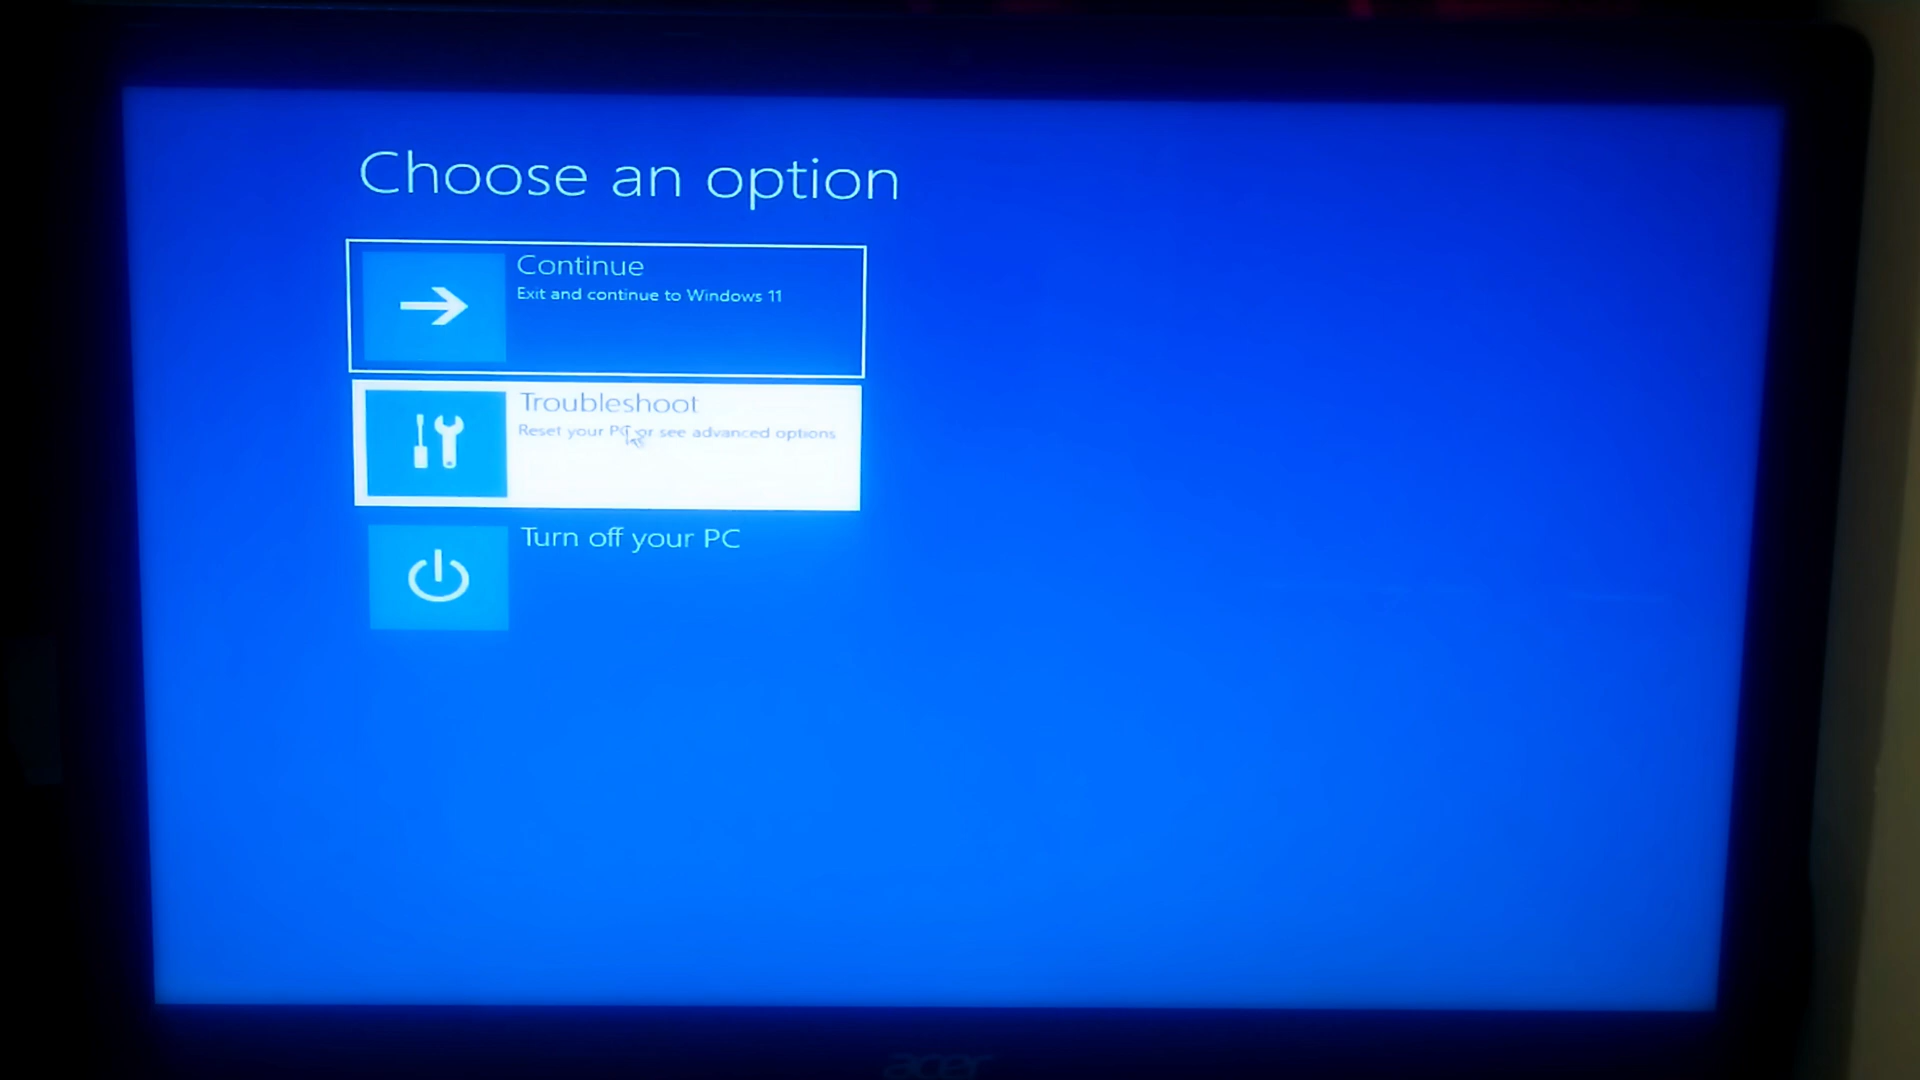 Choose an option
Continue
Exit and continue to Windows 11
Troubleshoot
Reset your PC or see advanced options
Turn off your PC
acer